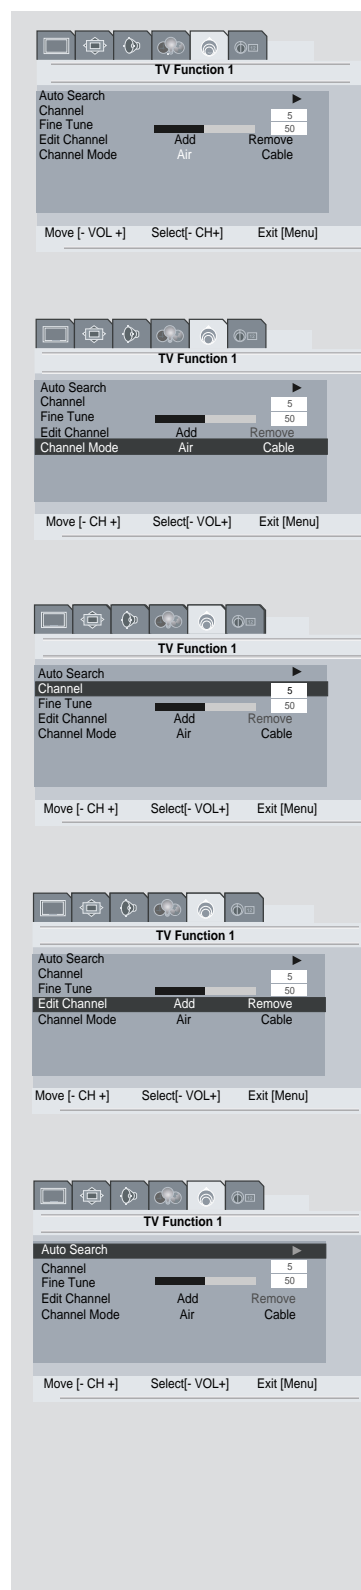 TV Function 1
Auto Search
Channel 5
Fine Tune 50
Edit Channel Add Remove
Channel Mode Air Cable
Move [- VOL +] Select[- CH+] Exit [Menu]
TV Function 1
Auto Search
Channel 5
Fine Tune 50
Edit Channel Add Remove
Channel Mode Air Cable
Move [- CH +] Select[- VOL+] Exit [Menu]
TV Function 1
Auto Search
Channel 5
Fine Tune 50
Edit Channel Add Remove
Channel Mode Air Cable
Move [- CH +] Select[- VOL+] Exit [Menu]
TV Function 1
Auto Search
Channel 5
Fine Tune 50
Edit Channel Add Remove
Channel Mode Air Cable
Move [- CH +] Select[- VOL+] Exit [Menu]
TV Function 1
Auto Search
Channel 5
Fine Tune 50
Edit Channel Add Remove
Channel Mode Air Cable
Move [- CH +] Select[- VOL+] Exit [Menu]